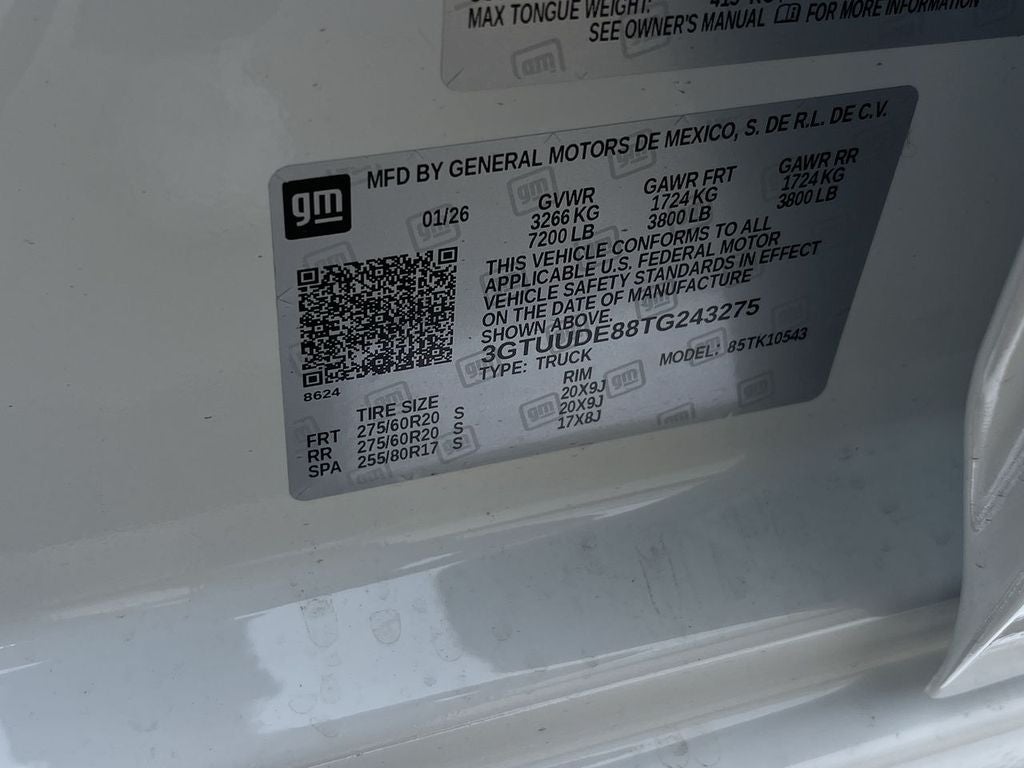 MAX TONGUE WEIGHT:
SEE OWNER'S MANUAL FOR MORE INFORMATION
gm
MFD BY GENERAL MOTORS DE MEXICO, S. DE R.L. DE C.V.
01/26
GVWR
3266 KG
7200 LB
GAWR FRT
1724 KG
3800 LB
GAWR RR
1724 KG
3800 LB
THIS VEHICLE CONFORMS TO ALL
APPLICABLE U.S. FEDERAL MOTOR
VEHICLE SAFETY STANDARDS IN EFFECT
ON THE DATE OF MANUFACTURE
SHOWN ABOVE.
3GTUUDE88TG243275
TYPE: TRUCK
MODEL: 85TK10543
8624
TIRE SIZE RIM
FRT 275/60R20 S 20X9J
RR 275/60R20 S 20X9J
SPA 255/80R17 S 17X8J